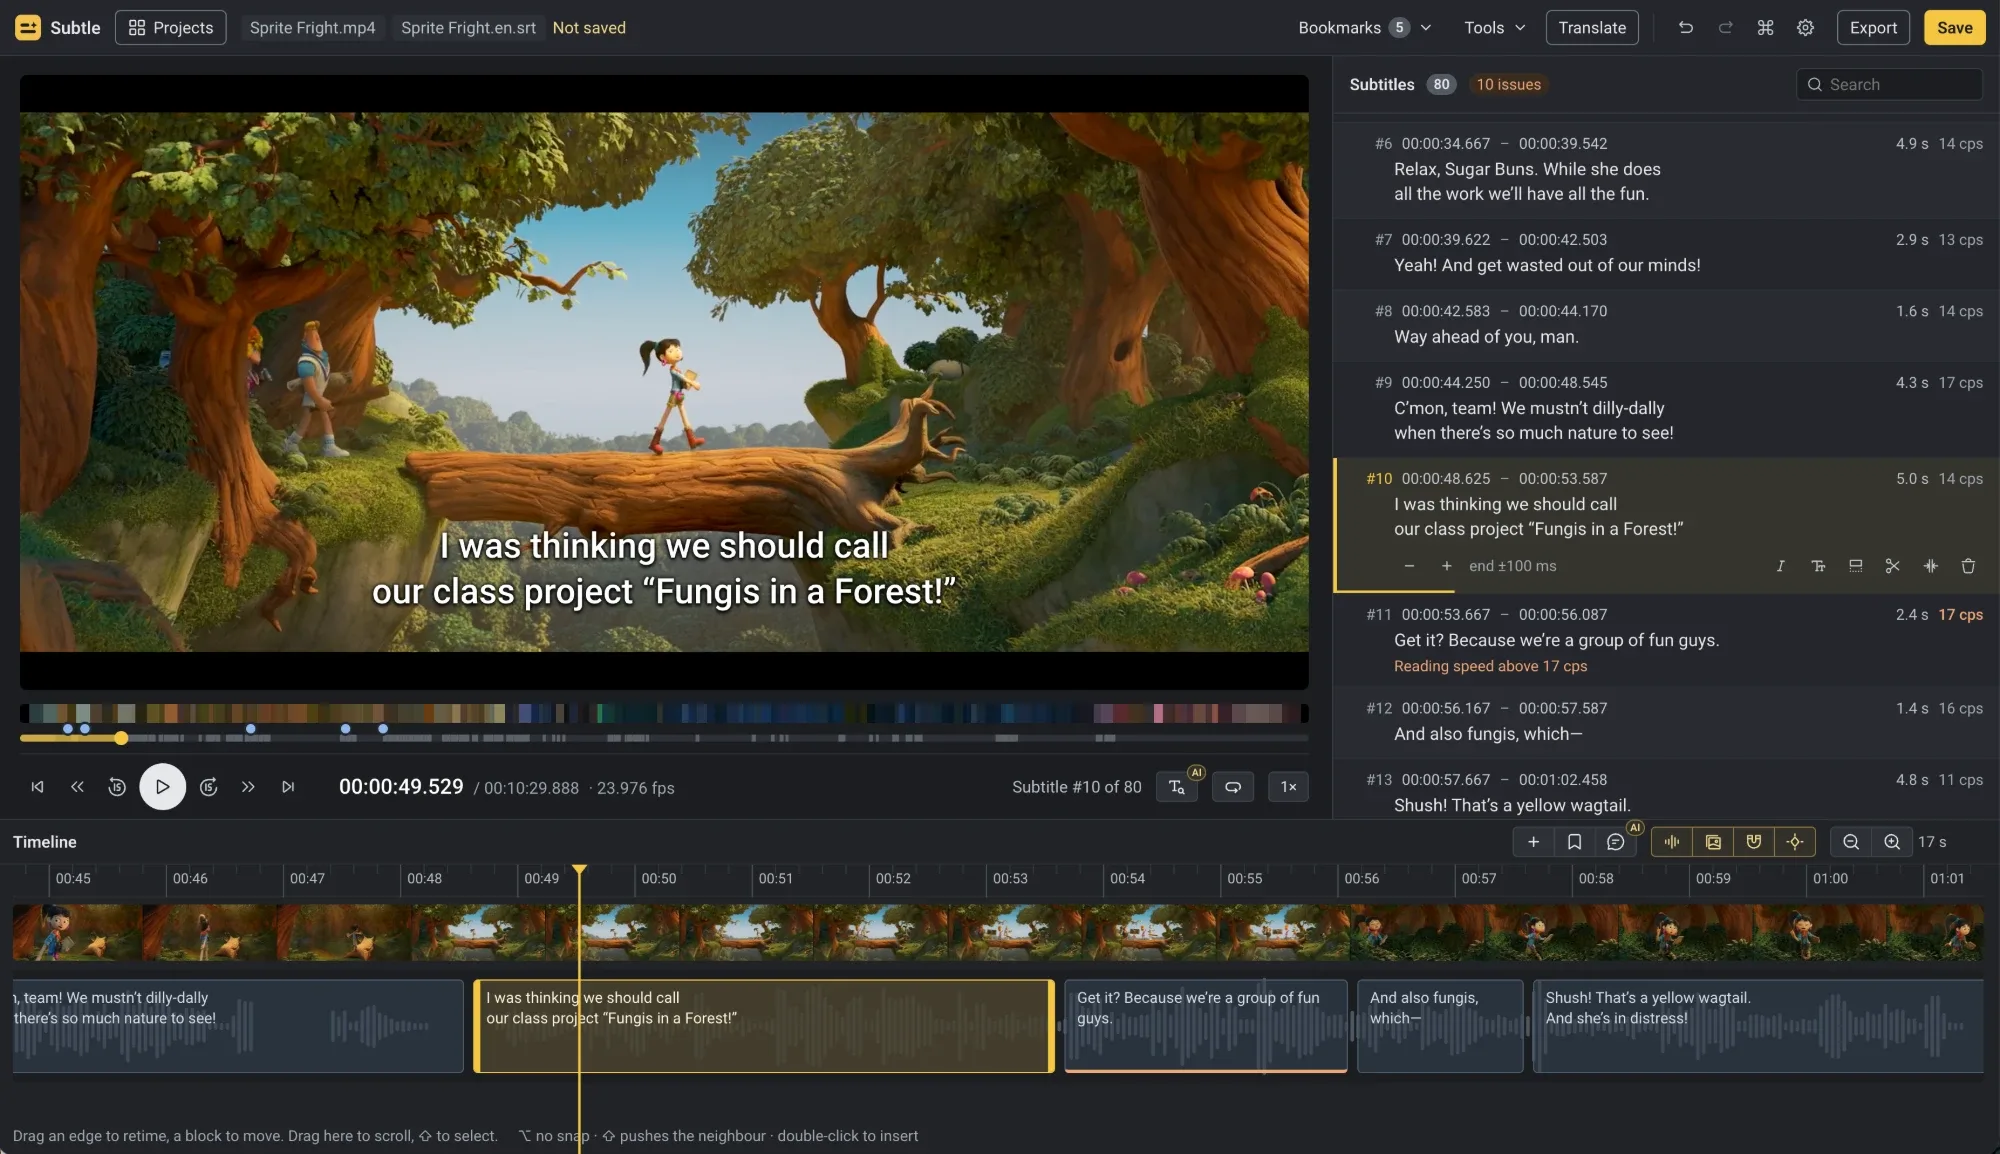 Subtle
Projects
Sprite Fright.mp4
Sprite Fright.en.srt
Not saved
Bookmarks 5
Tools
Translate
Export
Save
I was thinking we should call
our class project “Fungis in a Forest!”
15
15
00:00:49.529 / 00:10:29.888 · 23.976 fps
Subtitle #10 of 80
AI
1×
Subtitles 80 10 issues
Search
#6 00:00:34.667 – 00:00:39.542 4.9 s 14 cps
Relax, Sugar Buns. While she does
all the work we’ll have all the fun.
#7 00:00:39.622 – 00:00:42.503 2.9 s 13 cps
Yeah! And get wasted out of our minds!
#8 00:00:42.583 – 00:00:44.170 1.6 s 14 cps
Way ahead of you, man.
#9 00:00:44.250 – 00:00:48.545 4.3 s 17 cps
C’mon, team! We mustn’t dilly-dally
when there’s so much nature to see!
#10 00:00:48.625 – 00:00:53.587 5.0 s 14 cps
I was thinking we should call
our class project “Fungis in a Forest!”
− + end ±100 ms
#11 00:00:53.667 – 00:00:56.087 2.4 s 17 cps
Get it? Because we’re a group of fun guys.
Reading speed above 17 cps
#12 00:00:56.167 – 00:00:57.587 1.4 s 16 cps
And also fungis, which—
#13 00:00:57.667 – 00:01:02.458 4.8 s 11 cps
Shush! That’s a yellow wagtail.
Timeline
AI
17 s
00:45 00:46 00:47 00:48 00:49 00:50 00:51 00:52 00:53 00:54 00:55 00:56 00:57 00:58 00:59 01:00 01:01
, team! We mustn’t dilly-dally
there’s so much nature to see!
I was thinking we should call
our class project “Fungis in a Forest!”
Get it? Because we’re a group of fun
guys.
And also fungis,
which—
Shush! That’s a yellow wagtail.
And she’s in distress!
Drag an edge to retime, a block to move. Drag here to scroll, ⇧ to select. ⌥ no snap · ⇧ pushes the neighbour · double-click to insert